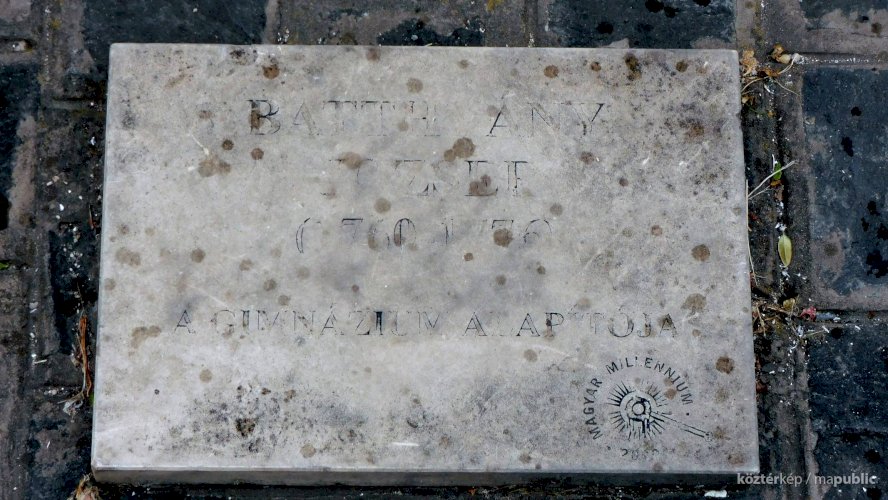 BATTHYÁNY
JÓZSEF
A GIMNÁZIUM ALAPÍTÓJA
MAGYAR MILLENNIUM
köztérkép / mapublic